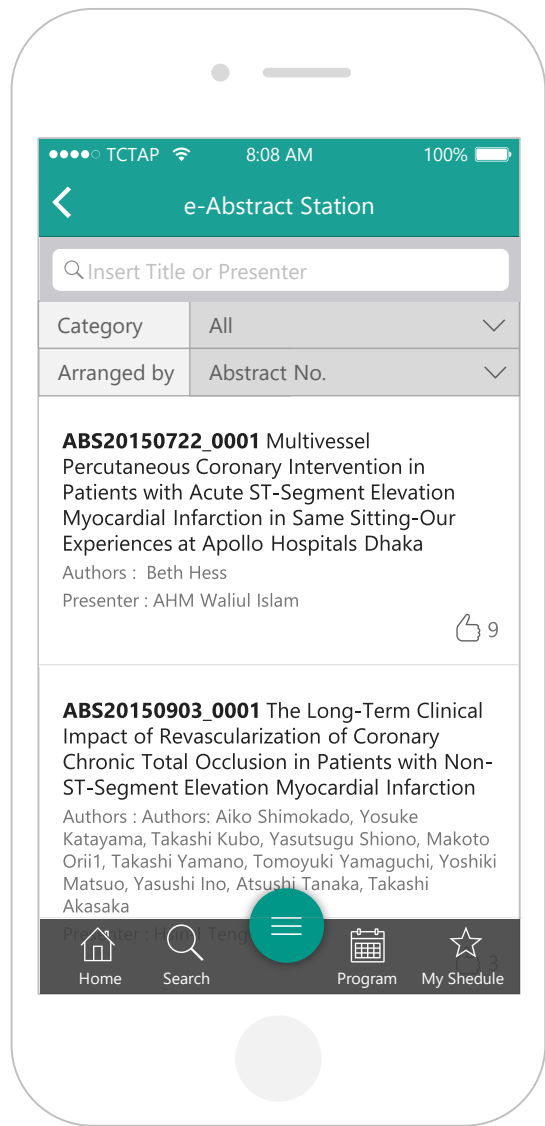 TCTAP 8:08 AM 100%
e-Abstract Station
Insert Title or Presenter
Category All
Arranged by Abstract No.
ABS20150722_0001 Multivessel
Percutaneous Coronary Intervention in
Patients with Acute ST-Segment Elevation
Myocardial Infarction in Same Sitting-Our
Experiences at Apollo Hospitals Dhaka
Authors : Beth Hess
Presenter : AHM Waliul Islam
9
ABS20150903_0001 The Long-Term Clinical
Impact of Revascularization of Coronary
Chronic Total Occlusion in Patients with Non-
ST-Segment Elevation Myocardial Infarction
Authors : Authors: Aiko Shimokado, Yosuke
Katayama, Takashi Kubo, Yasutsugu Shiono, Makoto
Orii1, Takashi Yamano, Tomoyuki Yamaguchi, Yoshiki
Matsuo, Yasushi Ino, Atsushi Tanaka, Takashi
Akasaka
Presenter :
3
Home Search Program My Shedule